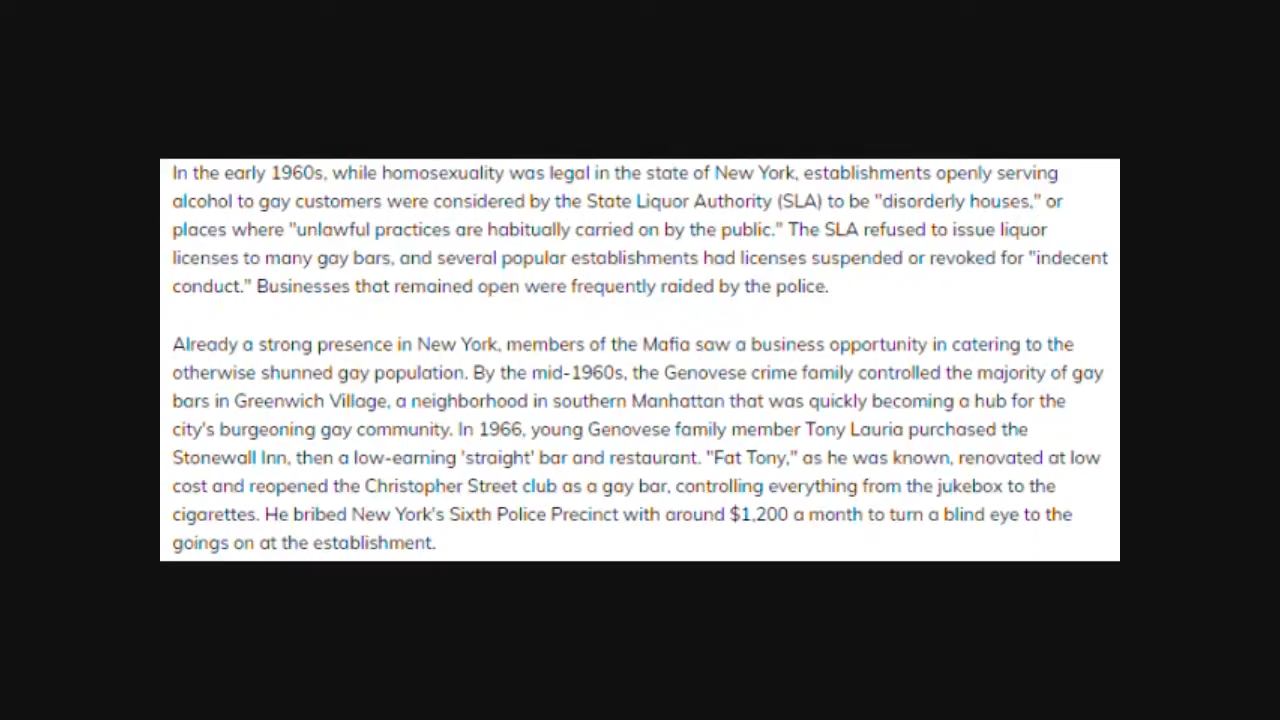 In the early 1960s, while homosexuality was legal in the state of New York, establishments openly serving
alcohol to gay customers were considered by the State Liquor Authority (SLA) to be "disorderly houses," or
places where "unlawful practices are habitually carried on by the public." The SLA refused to issue liquor
licenses to many gay bars, and several popular establishments had licenses suspended or revoked for "indecent
conduct." Businesses that remained open were frequently raided by the police.
Already a strong presence in New York, members of the Mafia saw a business opportunity in catering to the
otherwise shunned gay population. By the mid-1960s, the Genovese crime family controlled the majority of gay
bars in Greenwich Village, a neighborhood in southern Manhattan that was quickly becoming a hub for the
city's burgeoning gay community. In 1966, young Genovese family member Tony Lauria purchased the
Stonewall Inn, then a low-earning 'straight' bar and restaurant. "Fat Tony," as he was known, renovated at low
cost and reopened the Christopher Street club as a gay bar, controlling everything from the jukebox to the
cigarettes. He bribed New York's Sixth Police Precinct with around $1,200 a month to turn a blind eye to the
goings on at the establishment.